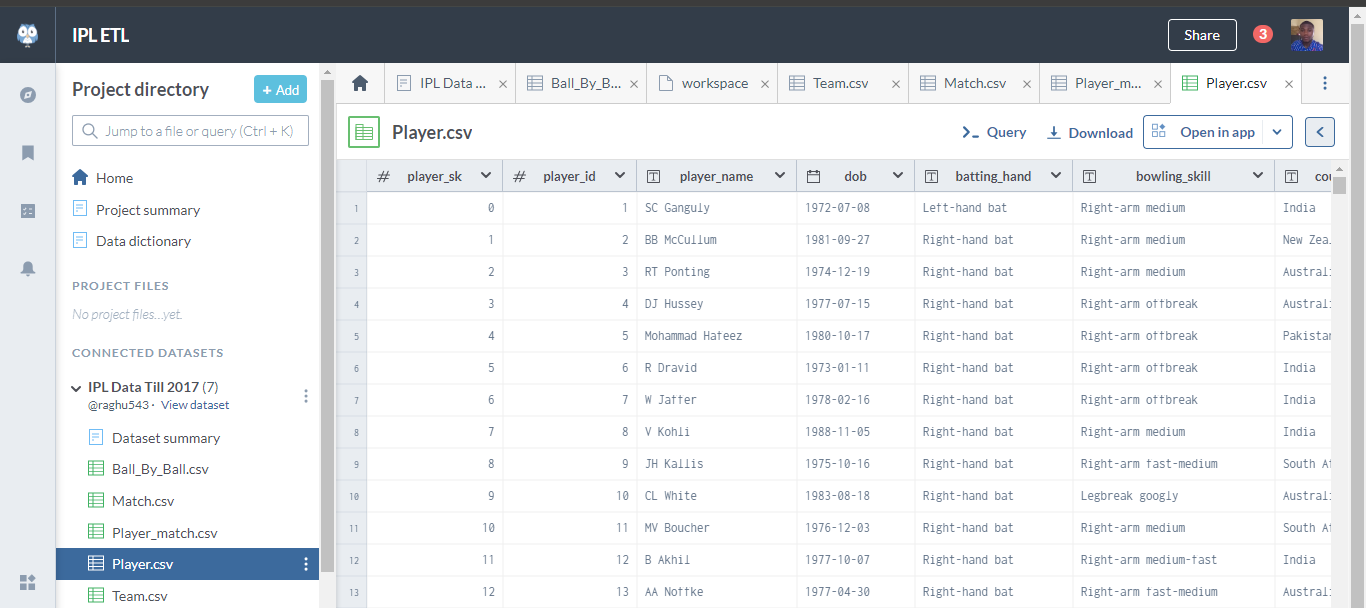 IPL ETL
Share
3
Project directory
+ Add
Jump to a file or query (Ctrl + K)
Home
Project summary
Data dictionary
PROJECT FILES
No project files...yet.
CONNECTED DATASETS
IPL Data Till 2017 (7)
@raghu543 · View dataset
Dataset summary
Ball_By_Ball.csv
Match.csv
Player_match.csv
Player.csv
Team.csv
IPL Data ... × Ball_By_B... × workspace × Team.csv × Match.csv × Player_m... × Player.csv ×
Player.csv
Query Download Open in app
# player_sk # player_id T player_name dob T batting_hand T bowling_skill T cou
1 0 1 SC Ganguly 1972-07-08 Left-hand bat Right-arm medium India
2 1 2 BB McCullum 1981-09-27 Right-hand bat Right-arm medium New Zea
3 2 3 RT Ponting 1974-12-19 Right-hand bat Right-arm medium Austral
4 3 4 DJ Hussey 1977-07-15 Right-hand bat Right-arm offbreak Austral
5 4 5 Mohammad Hafeez 1980-10-17 Right-hand bat Right-arm offbreak Pakistan
6 5 6 R Dravid 1973-01-11 Right-hand bat Right-arm offbreak India
7 6 7 W Jaffer 1978-02-16 Right-hand bat Right-arm offbreak India
8 7 8 V Kohli 1988-11-05 Right-hand bat Right-arm medium India
9 8 9 JH Kallis 1975-10-16 Right-hand bat Right-arm fast-medium South Af
10 9 10 CL White 1983-08-18 Right-hand bat Legbreak googly Austral
11 10 11 MV Boucher 1976-12-03 Right-hand bat Right-arm medium South Af
12 11 12 B Akhil 1977-10-07 Right-hand bat Right-arm medium-fast India
13 12 13 AA Noffke 1977-04-30 Right-hand bat Right-arm fast-medium Austral